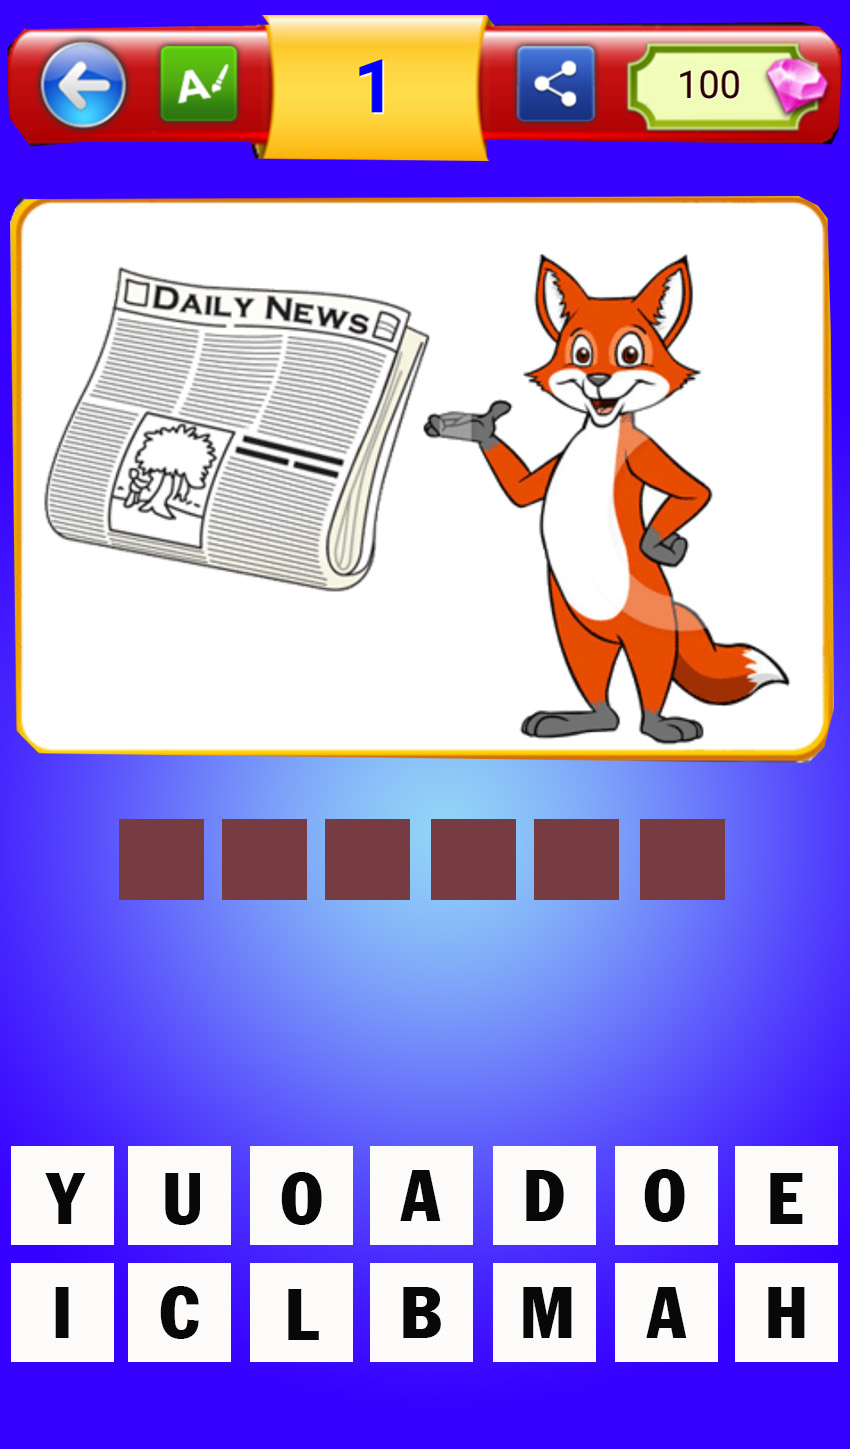 A 1 100
DAILY NEWS
Y U O A D O E
I C L B M A H